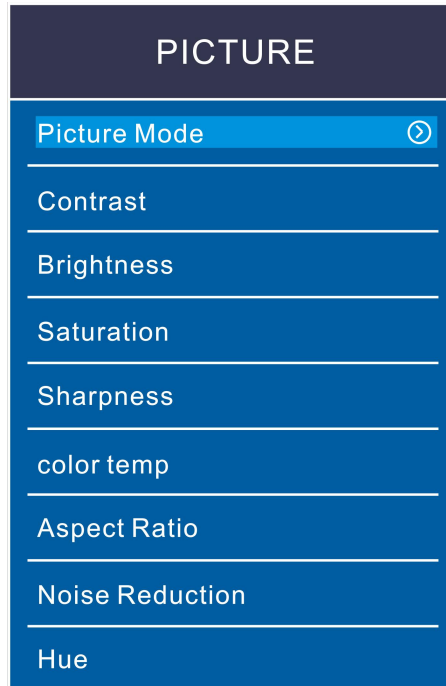 PICTURE
Picture Mode
Contrast
Brightness
Saturation
Sharpness
color temp
Aspect Ratio
Noise Reduction
Hue